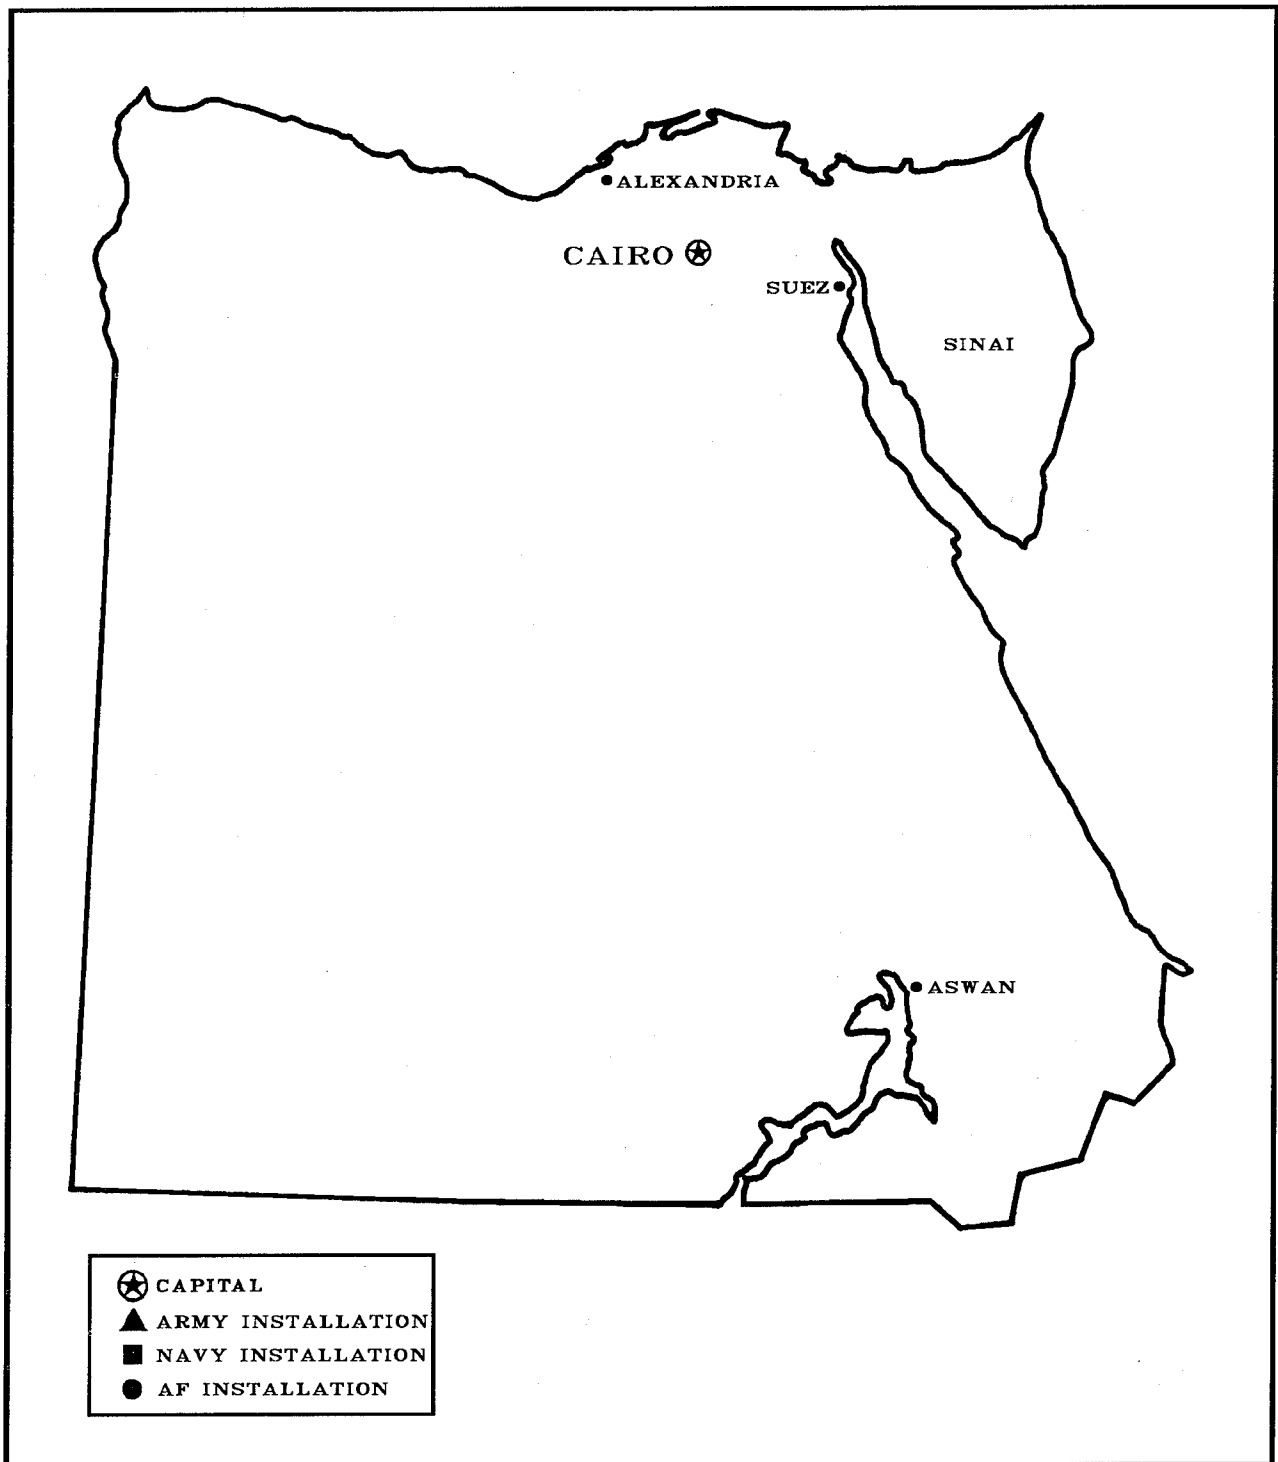 ALEXANDRIA
CAIRO
SUEZ
SINAI
ASWAN
CAPITAL
ARMY INSTALLATION
NAVY INSTALLATION
AF INSTALLATION